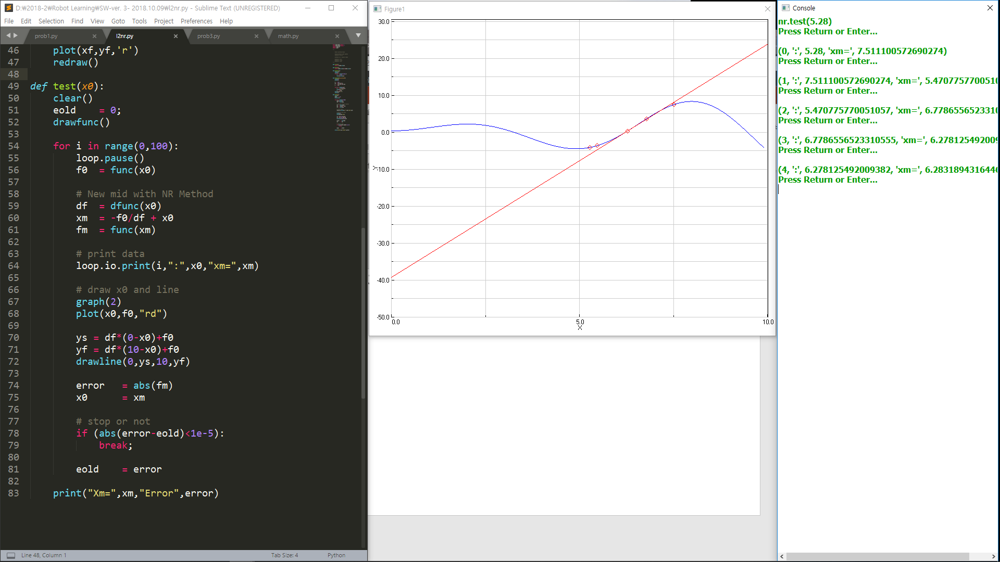 D:₩2018-2₩Robot Learning₩SW-ver. 3- 2018.10.09₩l2nr.py - Sublime Text (UNREGISTERED)
File Edit Selection Find View Goto Tools Project Preferences Help
prob1.py l2nr.py prob3.py math.py
46 plot(xf,yf,'r')
47 redraw()
48
49 def test(x0):
50 clear()
51 eold = 0;
52 drawfunc()
53
54 for i in range(0,100):
55 loop.pause()
56 f0 = func(x0)
57
58 # New mid with NR Method
59 df = dfunc(x0)
60 xm = -f0/df + x0
61 fm = func(xm)
62
63 # print data
64 loop.io.print(i,":",x0,"xm=",xm)
65
66 # draw x0 and line
67 graph(2)
68 plot(x0,f0,"rd")
69
70 ys = df*(0-x0)+f0
71 yf = df*(10-x0)+f0
72 drawline(0,ys,10,yf)
73
74 error = abs(fm)
75 x0 = xm
76
77 # stop or not
78 if (abs(error-eold)<1e-5):
79 break;
80
81 eold = error
82
83 print("Xm=",xm,"Error",error)
Line 48, Column 1 Tab Size: 4 Python
Figure1
30.0
20.0
10.0
0.0
-10.0
-20.0
-30.0
-40.0
-50.0
Y
0.0 5.0 10.0
X
Console
nr.test(5.28)
Press Return or Enter...
(0, ':', 5.28, 'xm=', 7.511100572690274)
Press Return or Enter...
(1, ':', 7.511100572690274, 'xm=', 5.470775770051
Press Return or Enter...
(2, ':', 5.470775770051057, 'xm=', 6.778655652331
Press Return or Enter...
(3, ':', 6.7786556523310555, 'xm=', 6.278125492009
Press Return or Enter...
(4, ':', 6.278125492009382, 'xm=', 6.283189431644
Press Return or Enter...